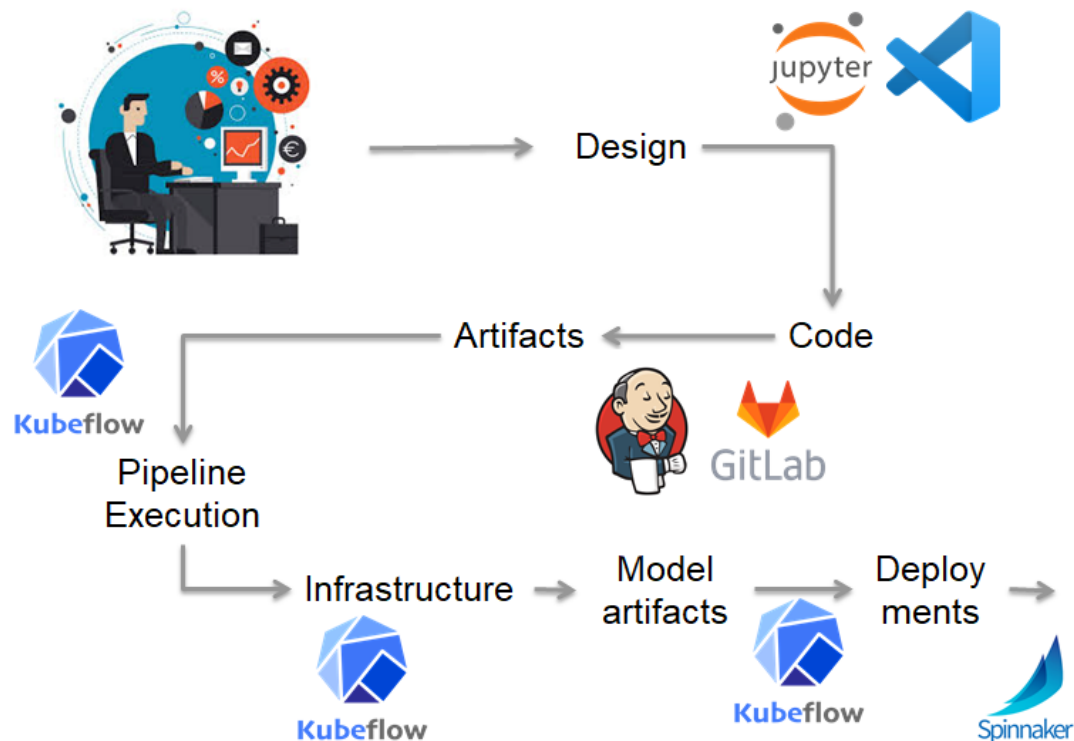 jupyter
Design
Artifacts
Code
Kubeflow
GitLab
Pipeline
Execution
Infrastructure
Model
artifacts
Deploy
ments
Kubeflow
Kubeflow
Spinnaker
%
€